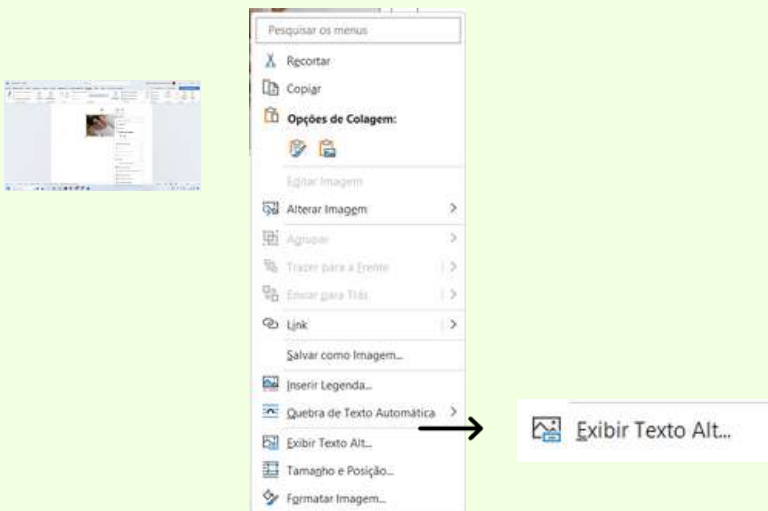 Pesquisar os menus
Recortar
Copiar
Opções de Colagem:
Editar Imagem
Alterar Imagem
Agrupar
Trazer para a Frente
Enviar para Trás
Link
Salvar como Imagem...
Inserir Legenda...
Quebra de Texto Automática
Exibir Texto Alt...
Exibir Texto Alt...
Tamanho e Posição...
Formatar Imagem...